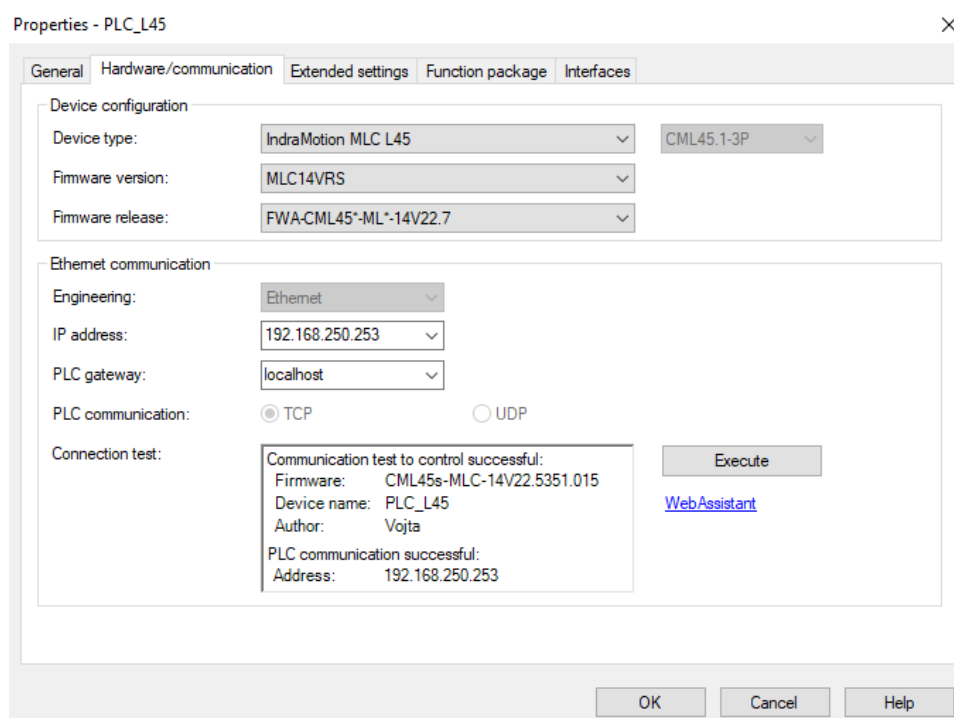 Properties - PLC_L45
General Hardware/communication Extended settings Function package Interfaces
Device configuration
Device type: IndraMotion MLC L45 CML45.1-3P
Firmware version: MLC14VRS
Firmware release: FWA-CML45*-ML*-14V22.7
Ethernet communication
Engineering: Ethernet
IP address: 192.168.250.253
PLC gateway: localhost
PLC communication: TCP UDP
Connection test: Communication test to control successful: Execute
Firmware: CML45s-MLC-14V22.5351.015
Device name: PLC_L45 WebAssistant
Author: Vojta
PLC communication successful:
Address: 192.168.250.253
OK Cancel Help